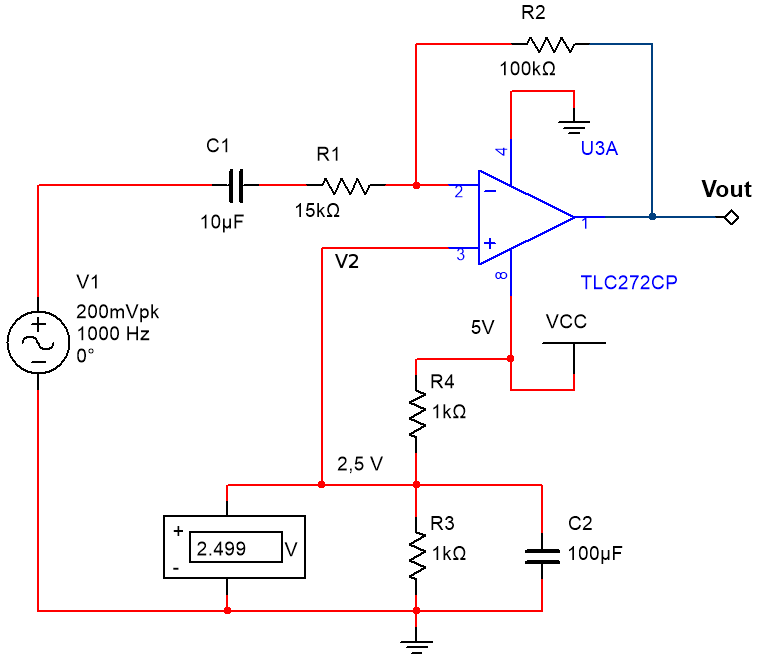 R2
100kΩ
4
U3A
C1
10µF
R1
15kΩ
2
−
Vout
1
+
3
V2
8
TLC272CP
V1
200mVpk
1000 Hz
0°
+
−
5V
VCC
R4
1kΩ
2,5 V
+
2.499
V
-
R3
1kΩ
C2
100µF